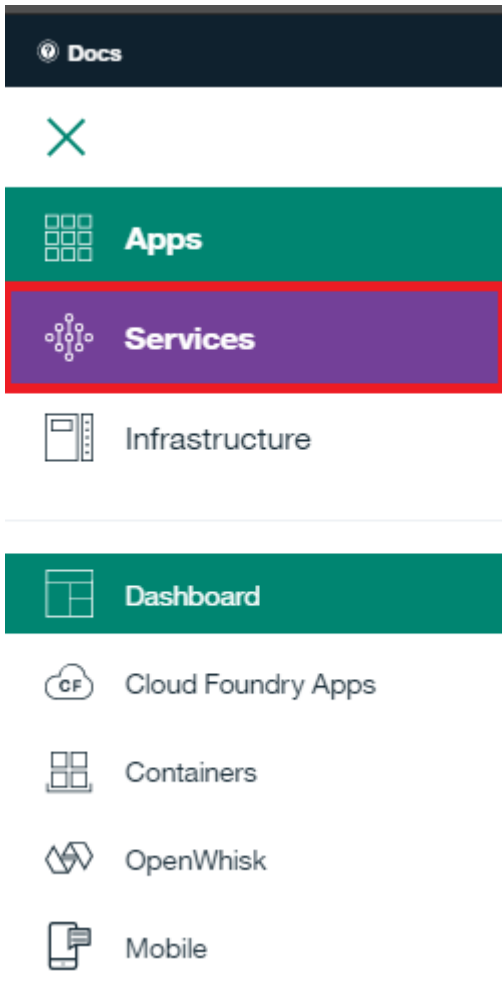 Docs
Apps
Services
Infrastructure
Dashboard
CF
Cloud Foundry Apps
Containers
OpenWhisk
Mobile